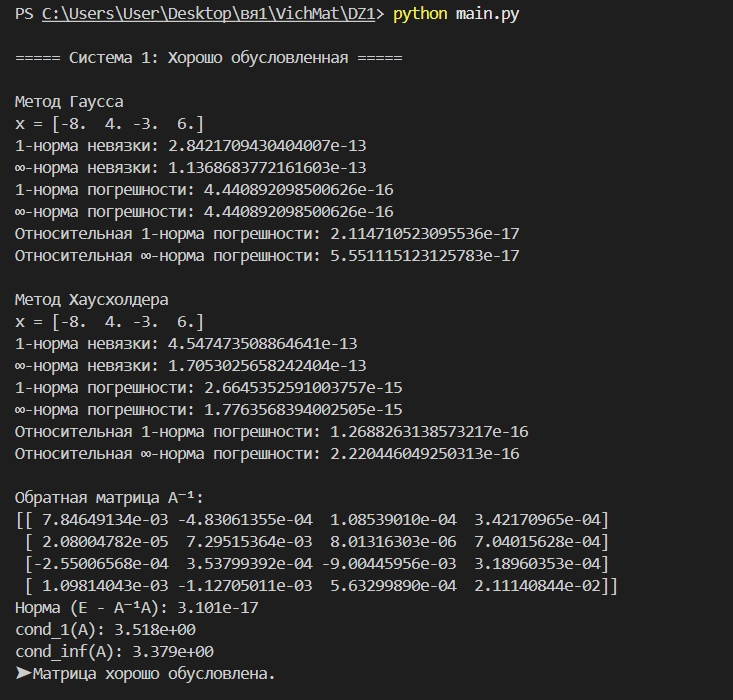 PS C:\Users\User\Desktop\вя1\VichMat\DZ1> python main.py
===== Система 1: Хорошо обусловленная =====
Метод Гаусса
x = [-8.  4. -3.  6.]
1-норма невязки: 2.8421709430404007e-13
∞-норма невязки: 1.1368683772161603e-13
1-норма погрешности: 4.440892098500626e-16
∞-норма погрешности: 4.440892098500626e-16
Относительная 1-норма погрешности: 2.114710523095536e-17
Относительная ∞-норма погрешности: 5.551115123125783e-17
Метод Хаусхолдера
x = [-8.  4. -3.  6.]
1-норма невязки: 4.547473508864641e-13
∞-норма невязки: 1.7053025658242404e-13
1-норма погрешности: 2.6645352591003757e-15
∞-норма погрешности: 1.7763568394002505e-15
Относительная 1-норма погрешности: 1.2688263138573217e-16
Относительная ∞-норма погрешности: 2.220446049250313e-16
Обратная матрица A⁻¹:
[[ 7.84649134e-03 -4.83061355e-04  1.08539010e-04  3.42170965e-04]
 [ 2.08004782e-05  7.29515364e-03  8.01316303e-06  7.04015628e-04]
 [-2.55006568e-04  3.53799392e-04 -9.00445956e-03  3.18960353e-04]
 [ 1.09814043e-03 -1.12705011e-03  5.63299890e-04  2.11140844e-02]]
Норма (E - A⁻¹A): 3.101e-17
cond_1(A): 3.518e+00
cond_inf(A): 3.379e+00
➤Матрица хорошо обусловлена.